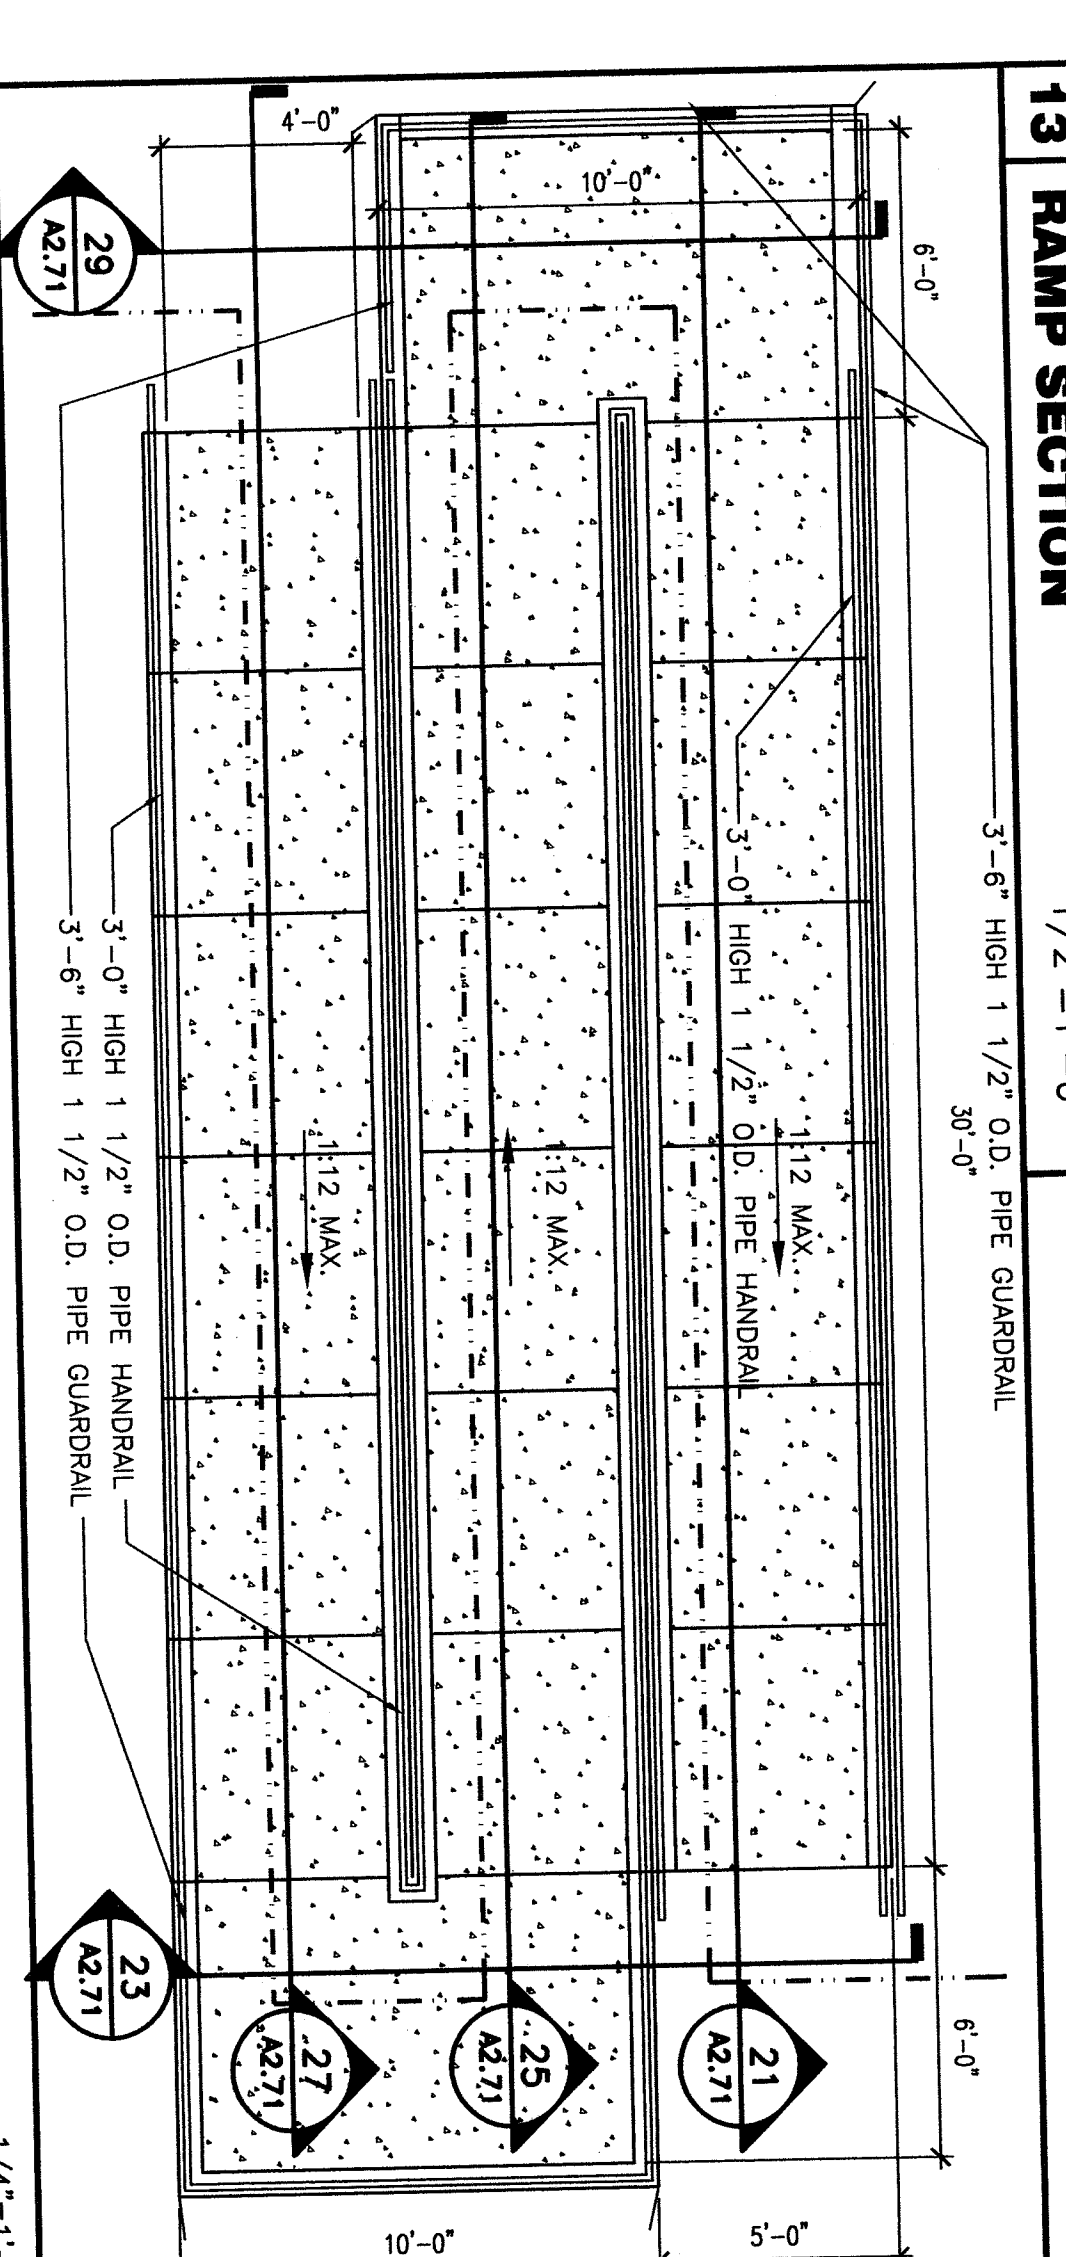 13 RAMP SECTION
4'-0"
10'-0"
6'-0"
29
A2.71
3'-6" HIGH 1 1/2" O.D. PIPE GUARDRAIL
30'-0"
3'-0" HIGH 1 1/2" O.D. PIPE HANDRAIL
1:12 MAX.
1:12 MAX.
1:12 MAX.
3'-0" HIGH 1 1/2" O.D. PIPE HANDRAIL
3'-6" HIGH 1 1/2" O.D. PIPE GUARDRAIL
23
A2.71
27
A2.71
25
A2.71
21
A2.71
6'-0"
10'-0"
5'-0"